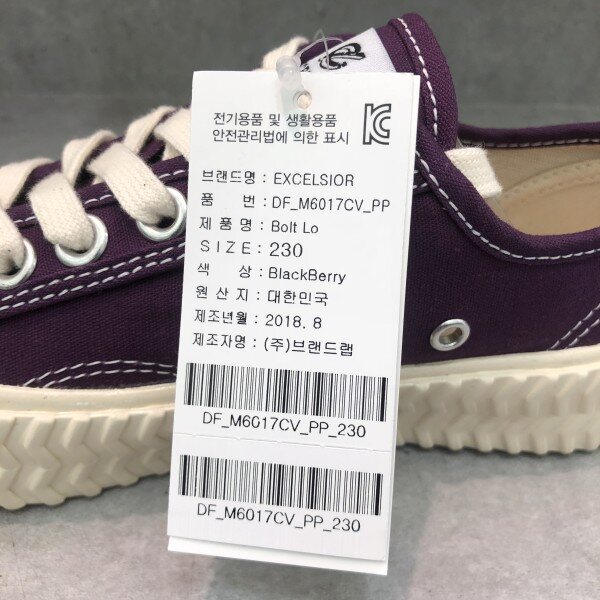 전기용품 및 생활용품
안전관리법에 의한 표시
브랜드명 : EXCELSIOR
품 번 : DF_M6017CV_PP
제 품 명 : Bolt Lo
SIZE : 230
색 상 : BlackBerry
원 산 지 : 대한민국
제조년월 : 2018. 8
제조자명 : (주)브랜드랩
DF_M6017CV_PP_230
DF_M6017CV_PP_230